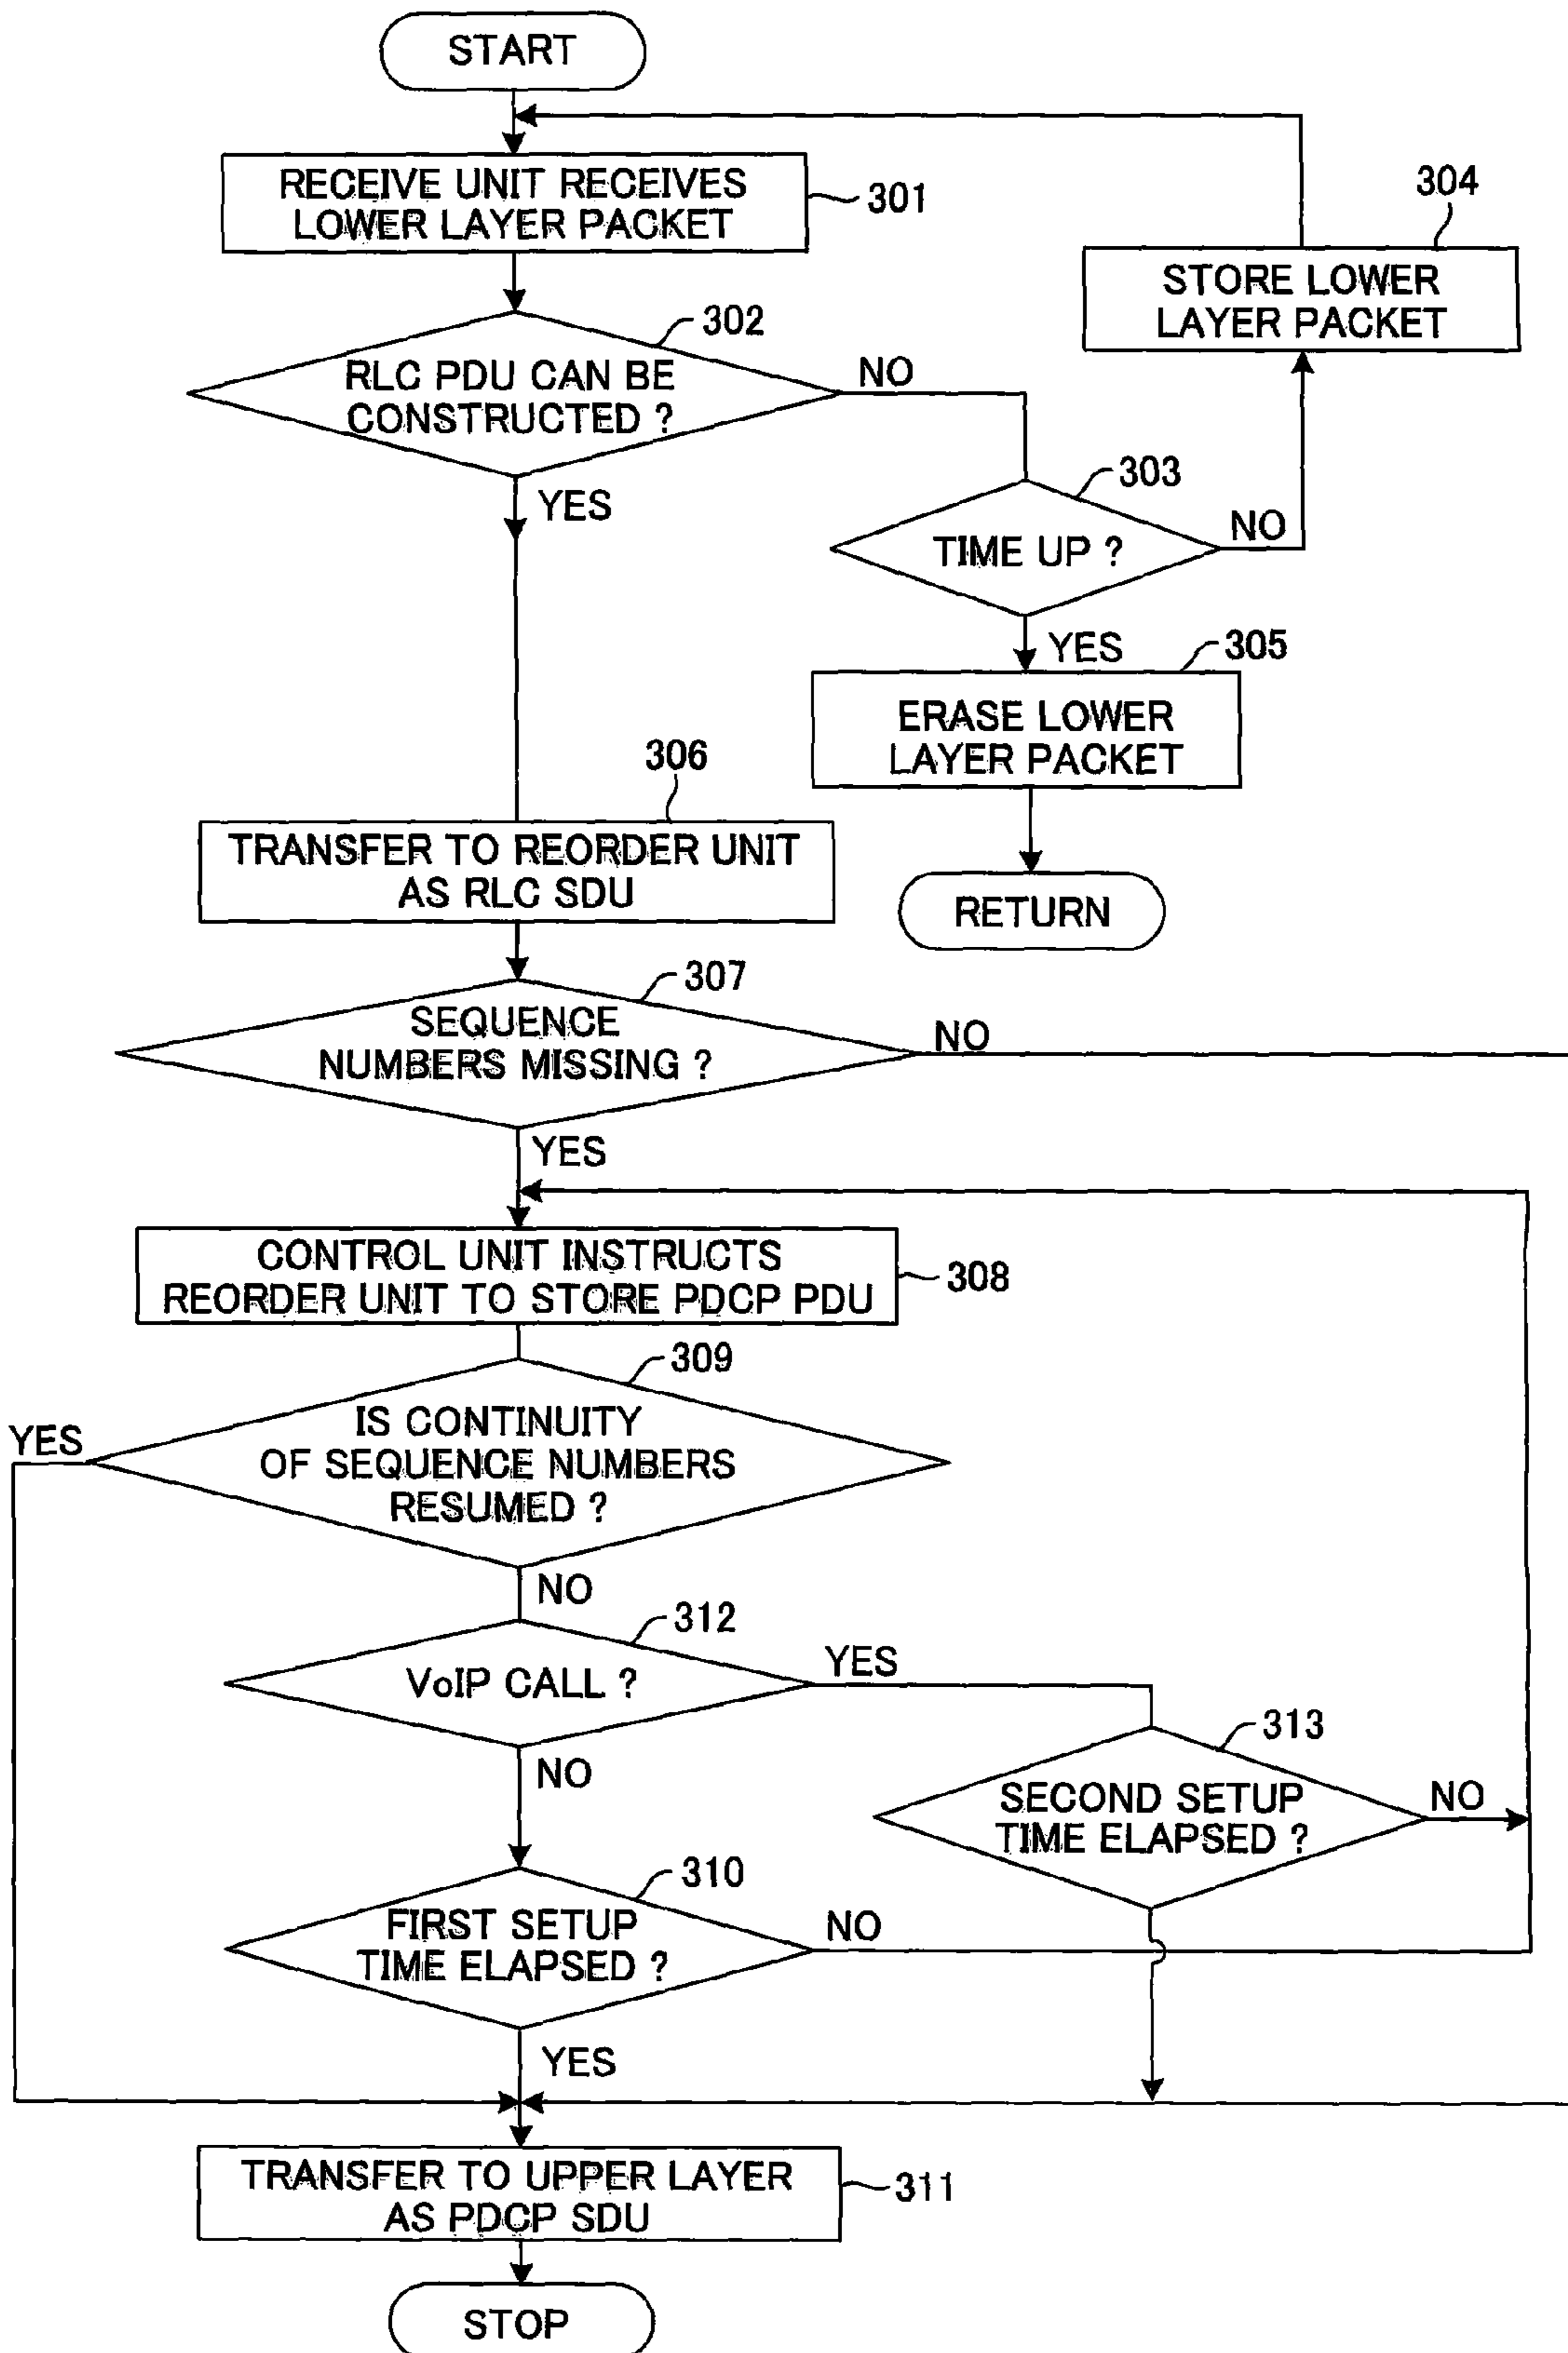 START
RECEIVE UNIT RECEIVES
LOWER LAYER PACKET
301
304
STORE LOWER
LAYER PACKET
302
RLC PDU CAN BE
CONSTRUCTED ?
NO
YES
303
TIME UP ?
NO
YES
305
ERASE LOWER
LAYER PACKET
RETURN
306
TRANSFER TO REORDER UNIT
AS RLC SDU
307
SEQUENCE
NUMBERS MISSING ?
NO
YES
CONTROL UNIT INSTRUCTS
REORDER UNIT TO STORE PDCP PDU
308
309
IS CONTINUITY
OF SEQUENCE NUMBERS
RESUMED ?
YES
NO
312
VoIP CALL ?
YES
NO
313
SECOND SETUP
TIME ELAPSED ?
NO
310
FIRST SETUP
TIME ELAPSED ?
NO
YES
TRANSFER TO UPPER LAYER
AS PDCP SDU
311
STOP